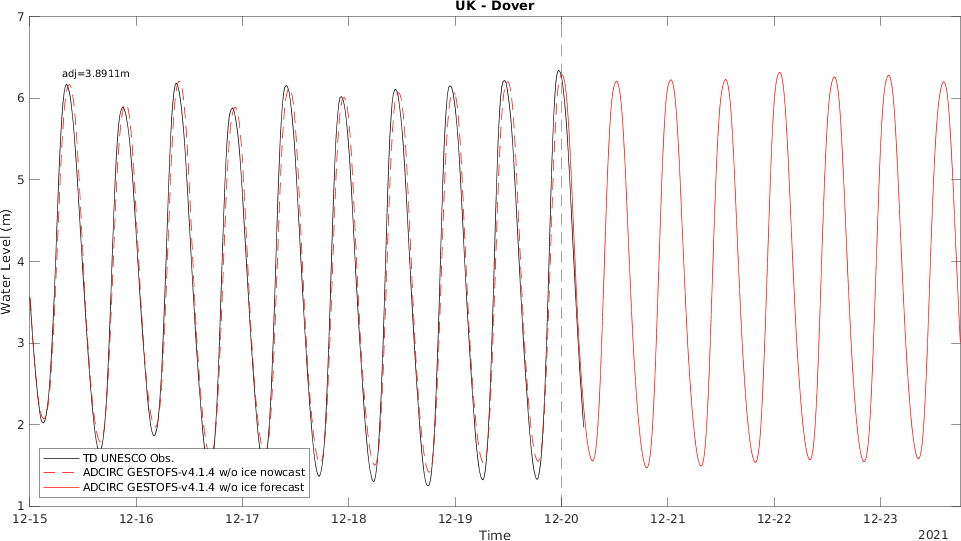 UK - Dover
7
6
5
4
3
2
1
Water Level (m)
adj=3.8911m
TD UNESCO Obs.
ADCIRC GESTOFS-v4.1.4 w/o ice nowcast
ADCIRC GESTOFS-v4.1.4 w/o ice forecast
12-15 12-16 12-17 12-18 12-19 12-20 12-21 12-22 12-23
Time
2021